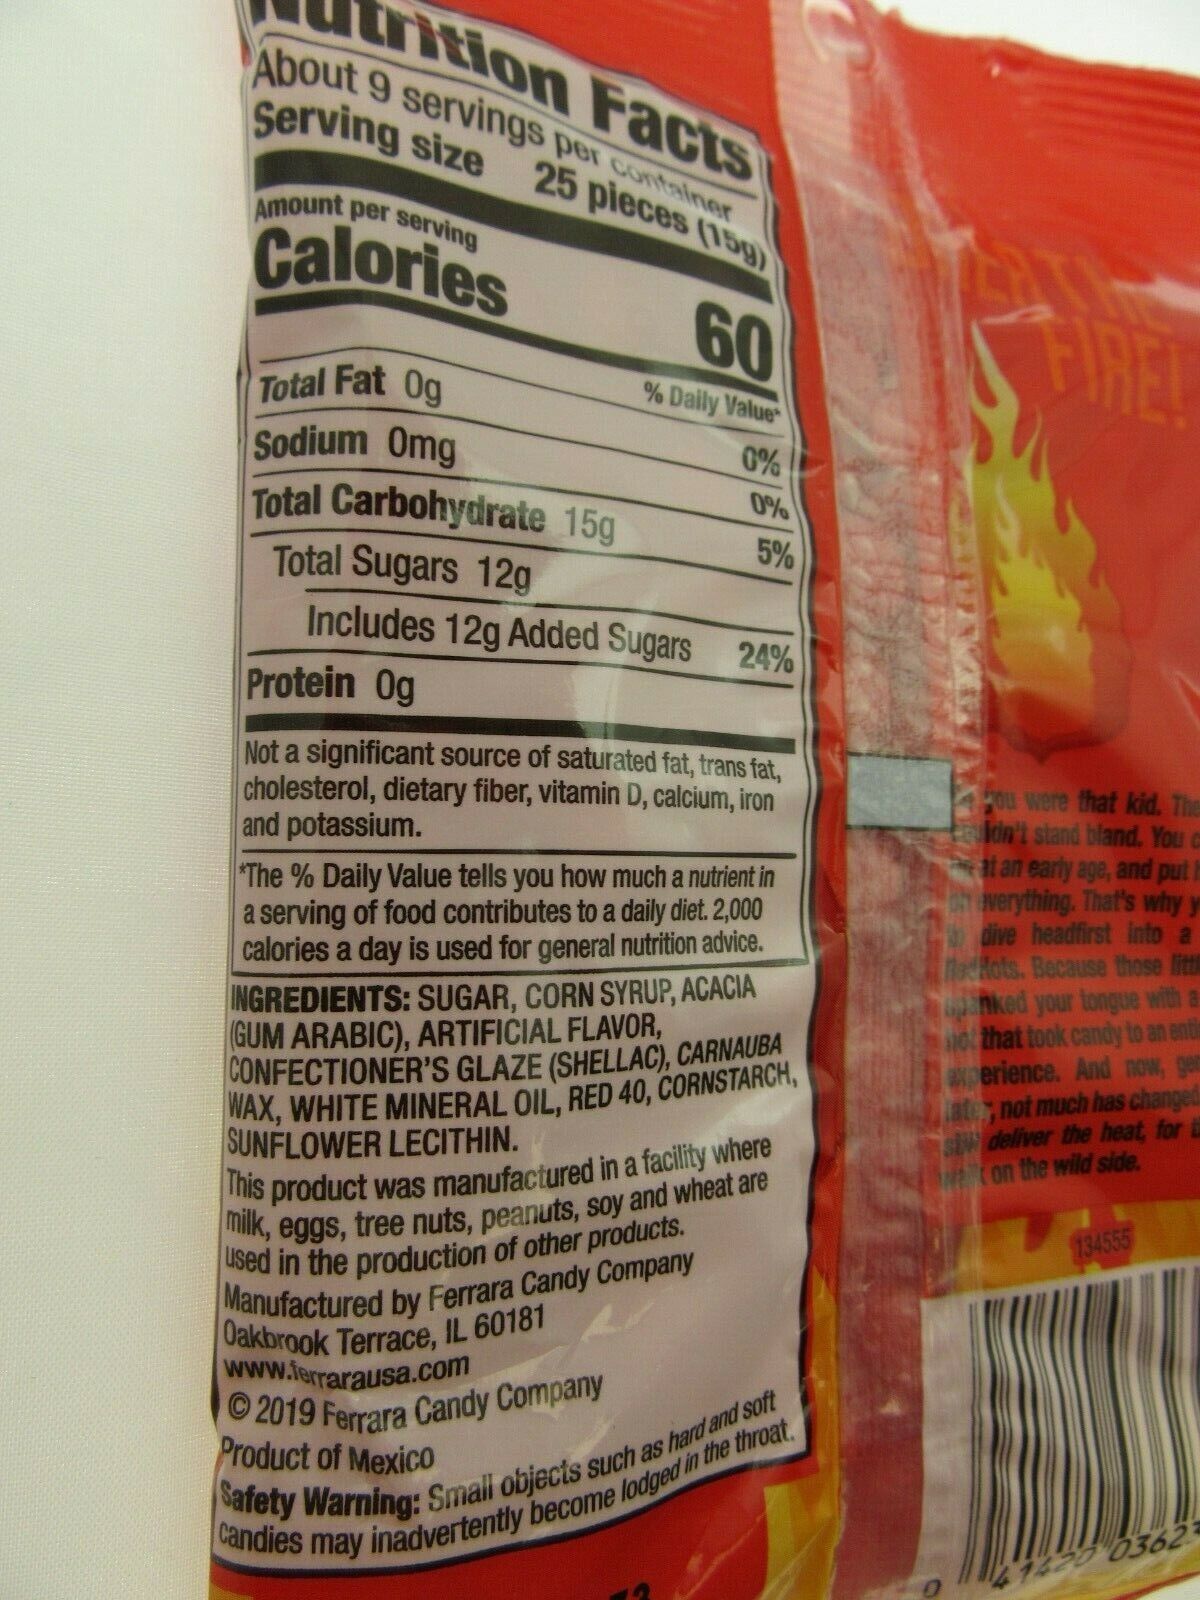 Nutrition Facts
About 9 servings per container
Serving size 25 pieces (15g)
Amount per serving
Calories 60
% Daily Value*
Total Fat 0g 0%
Sodium 0mg 0%
Total Carbohydrate 15g 5%
Total Sugars 12g
Includes 12g Added Sugars 24%
Protein 0g
Not a significant source of saturated fat, trans fat,
cholesterol, dietary fiber, vitamin D, calcium, iron
and potassium.
*The % Daily Value tells you how much a nutrient in
a serving of food contributes to a daily diet. 2,000
calories a day is used for general nutrition advice.
INGREDIENTS: SUGAR, CORN SYRUP, ACACIA
(GUM ARABIC), ARTIFICIAL FLAVOR,
CONFECTIONER'S GLAZE (SHELLAC), CARNAUBA
WAX, WHITE MINERAL OIL, RED 40, CORNSTARCH,
SUNFLOWER LECITHIN.
This product was manufactured in a facility where
milk, eggs, tree nuts, peanuts, soy and wheat are
used in the production of other products.
Manufactured by Ferrara Candy Company
Oakbrook Terrace, IL 60181
www.ferrarausa.com
© 2019 Ferrara Candy Company
Product of Mexico
Safety Warning: Small objects such as hard and soft
candies may inadvertently become lodged in the throat.
FIRE!
you were that kid.
stand bland. You
at an early age, and put
everything. That's why
dive headfirst into a
RedHots. Because those
your tongue with a
that took candy to an
experience. And now,
not much has changed
deliver the heat, for
walk on the wild side.
134555
0 41420 03623
73